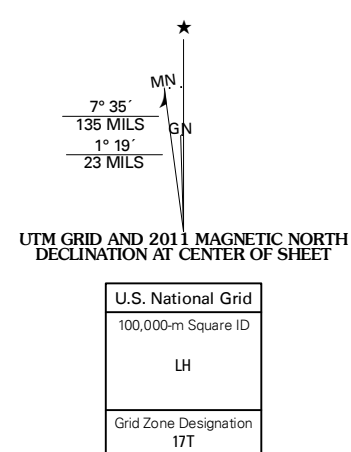 MN
7° 35´
135 MILS
GN
1° 19´
23 MILS
UTM GRID AND 2011 MAGNETIC NORTH
DECLINATION AT CENTER OF SHEET
U.S. National Grid
100,000-m Square ID
LH
Grid Zone Designation
17T